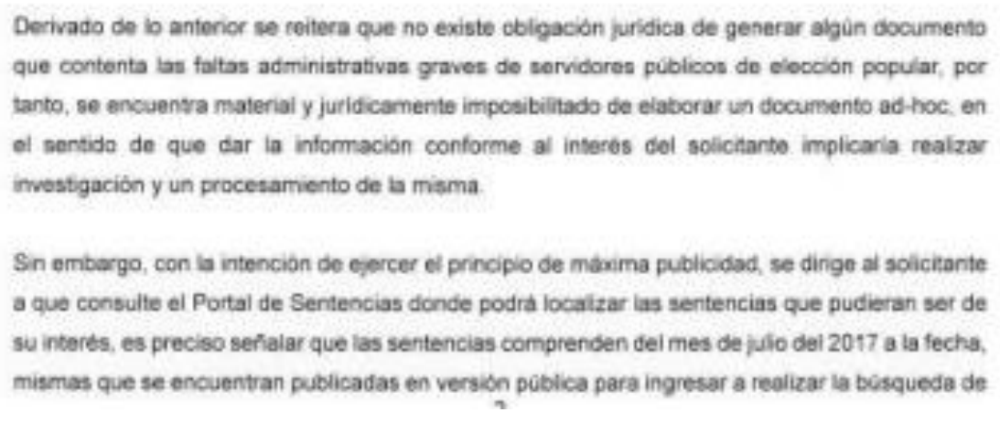 Derivado de lo anterior se reitera que no existe obligación jurídica de generar algún documento
que contenta las faltas administrativas graves de servidores públicos de elección popular, por
tanto, se encuentra material y jurídicamente imposibilitado de elaborar un documento ad-hoc, en
el sentido de que dar la información conforme al interés del solicitante implicaría realizar
investigación y un procesamiento de la misma.
Sin embargo, con la intención de ejercer el principio de máxima publicidad, se dirige al solicitante
a que consulte el Portal de Sentencias donde podrá localizar las sentencias que pudieran ser de
su interés, es preciso señalar que las sentencias comprenden del mes de julio del 2017 a la fecha,
mismas que se encuentran publicadas en versión pública para ingresar a realizar la búsqueda de